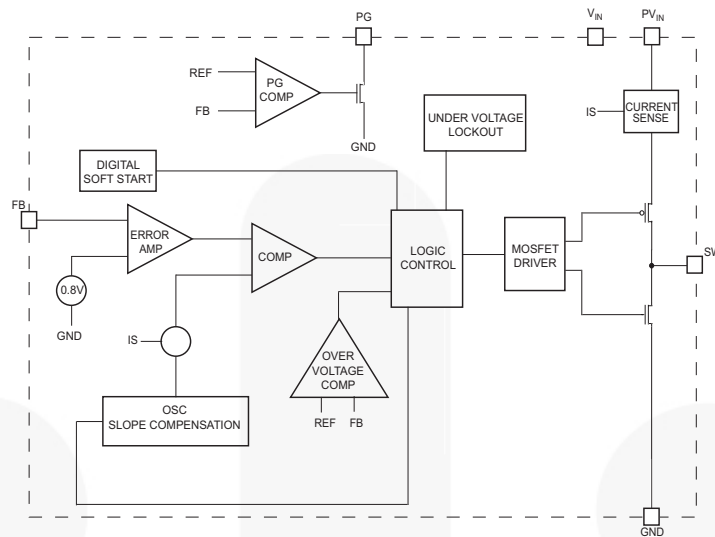 PG
VIN
PVIN
REF
PG
COMP
FB
GND
IS
CURRENT
SENSE
UNDER VOLTAGE
LOCKOUT
DIGITAL
SOFT START
FB
ERROR
AMP
COMP
LOGIC
CONTROL
MOSFET
DRIVER
SW
0.8V
GND
IS
OVER
VOLTAGE
COMP
REF FB
OSC
SLOPE COMPENSATION
GND